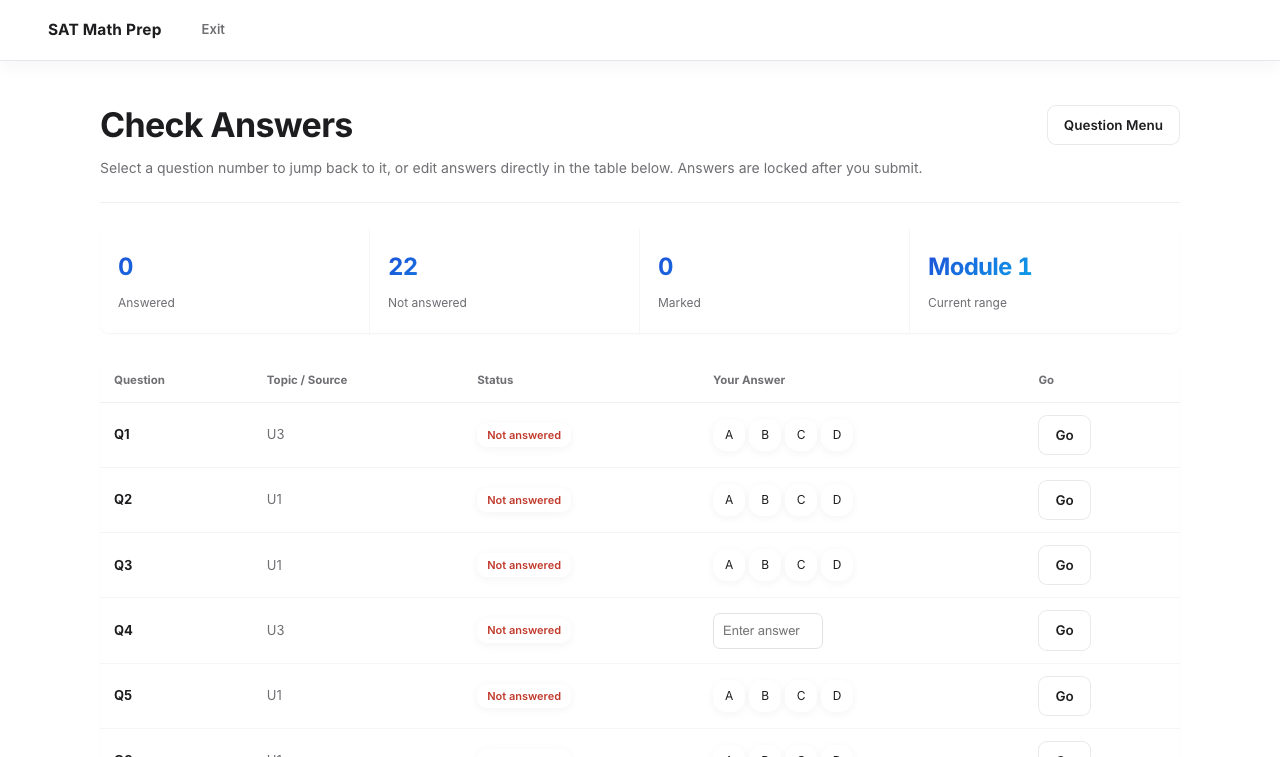 SAT Math Prep Exit
Check Answers
Question Menu
Select a question number to jump back to it, or edit answers directly in the table below. Answers are locked after you submit.
0 22 0 Module 1
Answered Not answered Marked Current range
Question Topic / Source Status Your Answer Go
Q1 U3 Not answered A B C D Go
Q2 U1 Not answered A B C D Go
Q3 U1 Not answered A B C D Go
Q4 U3 Not answered Enter answer Go
Q5 U1 Not answered A B C D Go